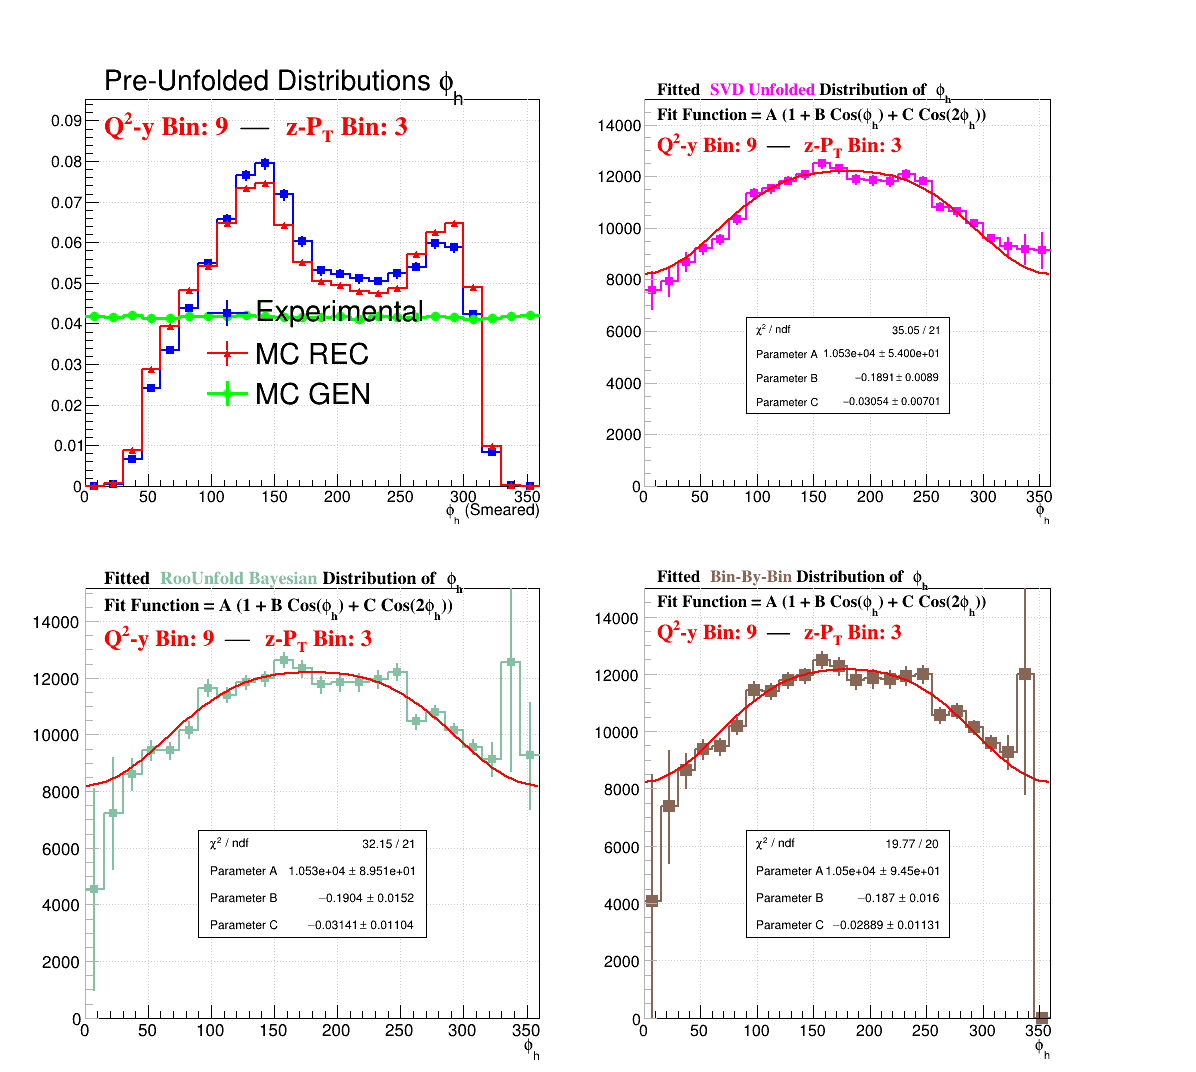 Pre-Unfolded Distributions ϕh
Q²-y Bin: 9 — z-PT Bin: 3
0.09
0.08
0.07
0.06
0.05
0.04
0.03
0.02
0.01
0
Experimental
MC REC
MC GEN
0 50 100 150 200 250 300 350
ϕh (Smeared)
Fitted SVD Unfolded Distribution of ϕh
Fit Function = A (1 + B Cos(ϕh) + C Cos(2ϕh))
Q²-y Bin: 9 — z-PT Bin: 3
14000
12000
10000
8000
6000
4000
2000
0
χ² / ndf 35.05 / 21
Parameter A 1.053e+04 ± 5.400e+01
Parameter B −0.1891 ± 0.0089
Parameter C −0.03054 ± 0.00701
0 50 100 150 200 250 300 350
ϕh
Fitted RooUnfold Bayesian Distribution of ϕh
Fit Function = A (1 + B Cos(ϕh) + C Cos(2ϕh))
Q²-y Bin: 9 — z-PT Bin: 3
14000
12000
10000
8000
6000
4000
2000
0
χ² / ndf 32.15 / 21
Parameter A 1.053e+04 ± 8.951e+01
Parameter B −0.1904 ± 0.0152
Parameter C −0.03141 ± 0.01104
0 50 100 150 200 250 300 350
ϕh
Fitted Bin-By-Bin Distribution of ϕh
Fit Function = A (1 + B Cos(ϕh) + C Cos(2ϕh))
Q²-y Bin: 9 — z-PT Bin: 3
14000
12000
10000
8000
6000
4000
2000
0
χ² / ndf 19.77 / 20
Parameter A 1.05e+04 ± 9.45e+01
Parameter B −0.187 ± 0.016
Parameter C −0.02889 ± 0.01131
0 50 100 150 200 250 300 350
ϕh